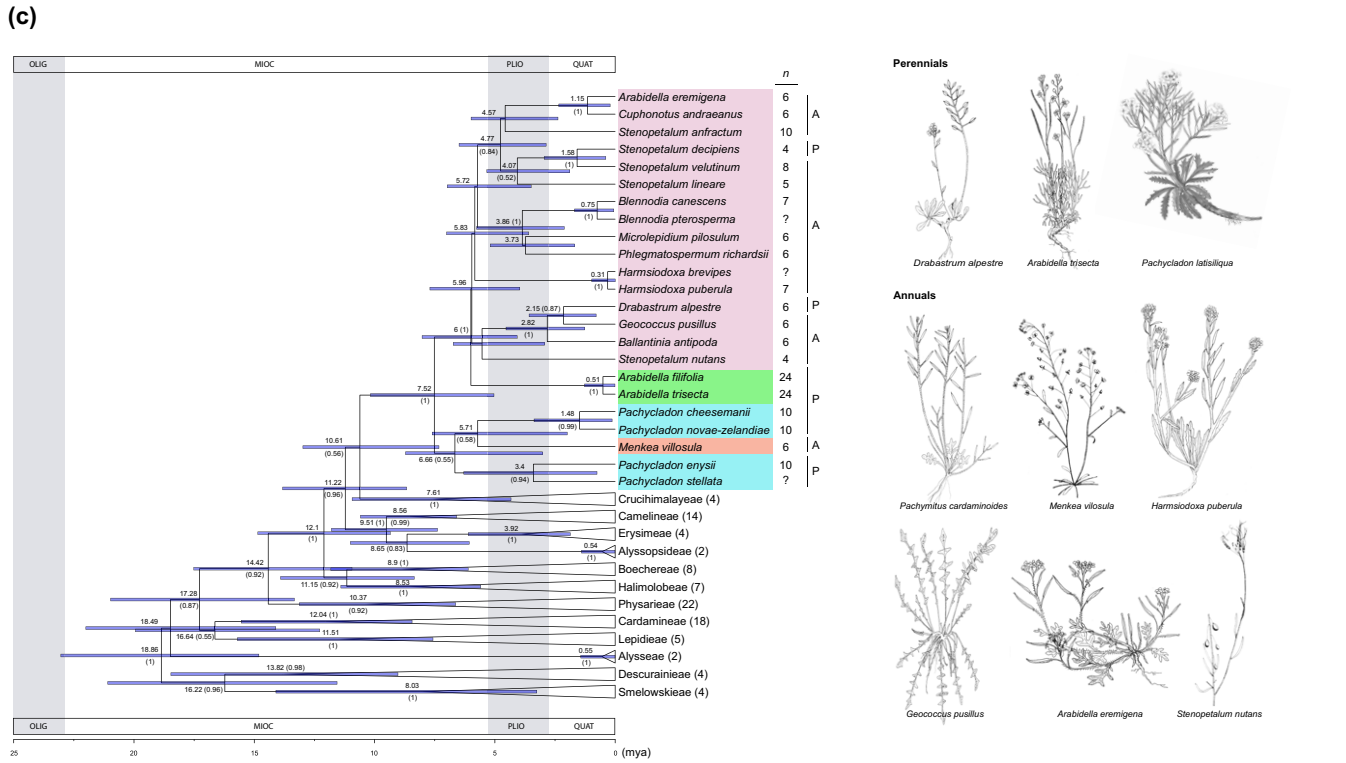 (c)
OLIG MIOC PLIO QUAT
n
Arabidella eremigena 6
Cuphonotus andraeanus 6
A
Stenopetalum anfractum 10
Stenopetalum decipiens 4 P
Stenopetalum velutinum 8
Stenopetalum lineare 5
Blennodia canescens 7
Blennodia pterosperma ?
A
Microlepidium pilosulum 6
Phlegmatospermum richardsii 6
Harmsiodoxa brevipes ?
Harmsiodoxa puberula 7
Drabastrum alpestre 6 P
Geococcus pusillus 6
Ballantinia antipoda 6 A
Stenopetalum nutans 4
Arabidella filifolia 24
Arabidella trisecta 24
P
Pachycladon cheesemanii 10
Pachycladon novae-zelandiae 10
Menkea villosula 6 A
Pachycladon enysii 10
P
Pachycladon stellata ?
Crucihimalayeae (4)
Camelineae (14)
Erysimeae (4)
Alyssopsideae (2)
Boechereae (8)
Halimolobeae (7)
Physarieae (22)
Cardamineae (18)
Lepidieae (5)
Alysseae (2)
Descurainieae (4)
Smelowskieae (4)
1.15
(1)
4.57
4.77
(0.84)
1.58
(1)
4.07
(0.52)
5.72
0.75
(1)
3.86 (1)
5.83
3.73
0.31
(1)
5.96
2.15 (0.87)
2.82
(1)
6 (1)
0.51
(1)
7.52
(1)
1.48
(0.99)
5.71
(0.58)
6.66 (0.55)
3.4
(0.94)
10.61
(0.56)
11.22
(0.96)
7.61
(1)
8.56
(0.99)
9.51 (1)
3.92
(1)
8.65 (0.83)
0.54
(1)
12.1
(1)
8.9 (1)
11.15 (0.92)
8.53
(1)
14.42
(0.92)
10.37
(0.92)
17.28
(0.87)
12.04 (1)
16.64 (0.55)
11.51
(1)
18.49
18.86
(1)
0.55
(1)
13.82 (0.98)
16.22 (0.96)
8.03
(1)
OLIG MIOC PLIO QUAT
25 20 15 10 5 0 (mya)
Perennials
Drabastrum alpestre Arabidella trisecta Pachycladon latisiliqua
Annuals
Pachymitus cardaminoides Menkea vilosula Harmsiodoxa puberula
Geococcus pusillus Arabidella eremigena Stenopetalum nutans